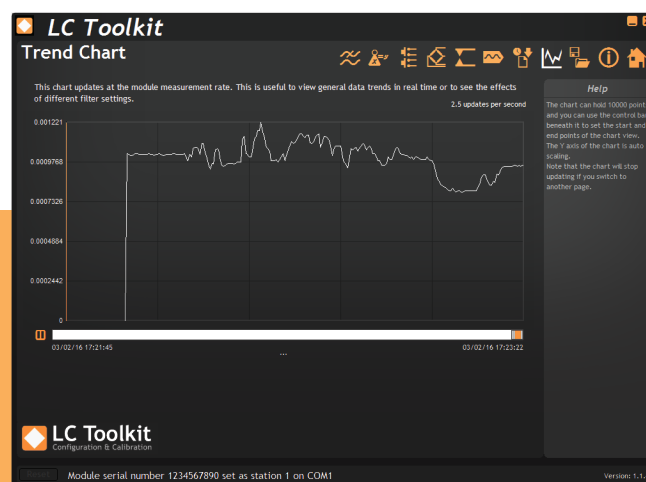 LC Toolkit
Trend Chart
This chart updates at the module measurement rate. This is useful to view general data trends in real time or to see the effects
of different filter settings.
2.5 updates per second
0.001221
0.0009768
0.0007326
0.0004884
0.0002442
0
03/02/16 17:21:45
...
03/02/16 17:23:22
Help
The chart can hold 10000 point
and you can use the control ba
beneath it to set the start and
end points of the chart view.
The Y axis of the chart is auto
scaling.
Note that the chart will stop
updating if you switch to
another page.
LC Toolkit
Configuration & Calibration
Module serial number 1234567890 set as station 1 on COM1
Version: 1.1.